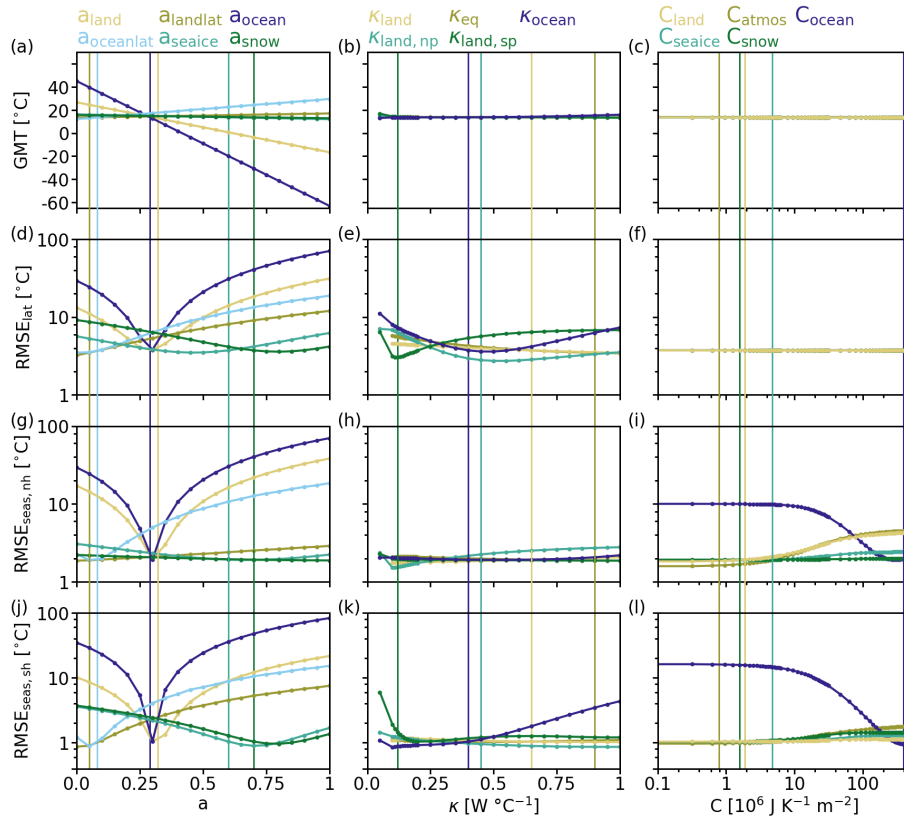 a_land a_landlat a_ocean
a_oceanlat a_seaice a_snow
κ_land κ_eq κ_ocean
κ_land,np κ_land,sp
C_land C_atmos C_ocean
C_seaice C_snow
(a) (b) (c)
GMT [°C]
40
20
0
-20
-40
-60
(d) (e) (f)
RMSE_lat [°C]
100
10
1
(g) (h) (i)
RMSE_seas,nh [°C]
100
10
1
(j) (k) (l)
RMSE_seas,sh [°C]
100
10
1
0.0 0.25 0.5 0.75 1
a
0.25 0.5 0.75 1
κ [W °C⁻¹]
0.1 1 10 100
C [10⁶ J K⁻¹ m⁻²]